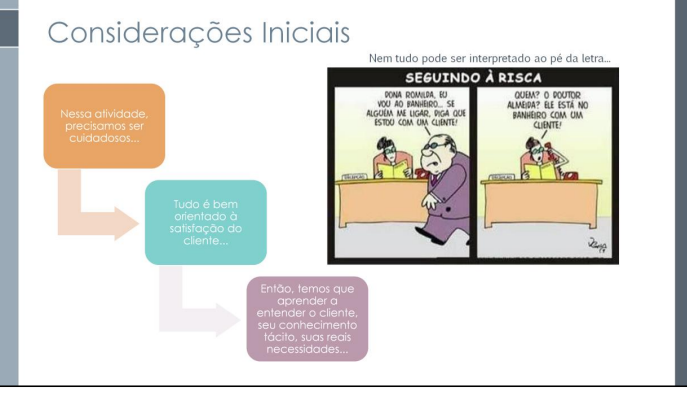 Considerações Iniciais
Nem tudo pode ser interpretado ao pé da letra...
Nessa atividade,
precisamos ser
cuidadosos...
Tudo é bem
orientado à
satisfação do
cliente...
Então, temos que
aprender a
entender o cliente,
seu conhecimento
tácito, suas reais
necessidades...
SEGUINDO À RISCA
DONA ROMILDA, EU
VOU AO BANHEIRO... SE
ALGUÉM ME LIGAR, DIGA QUE
ESTOU COM UM CLIENTE!
QUEM? O DOUTOR
ALMEIDA? ELE ESTÁ NO
BANHEIRO COM UM
CLIENTE!